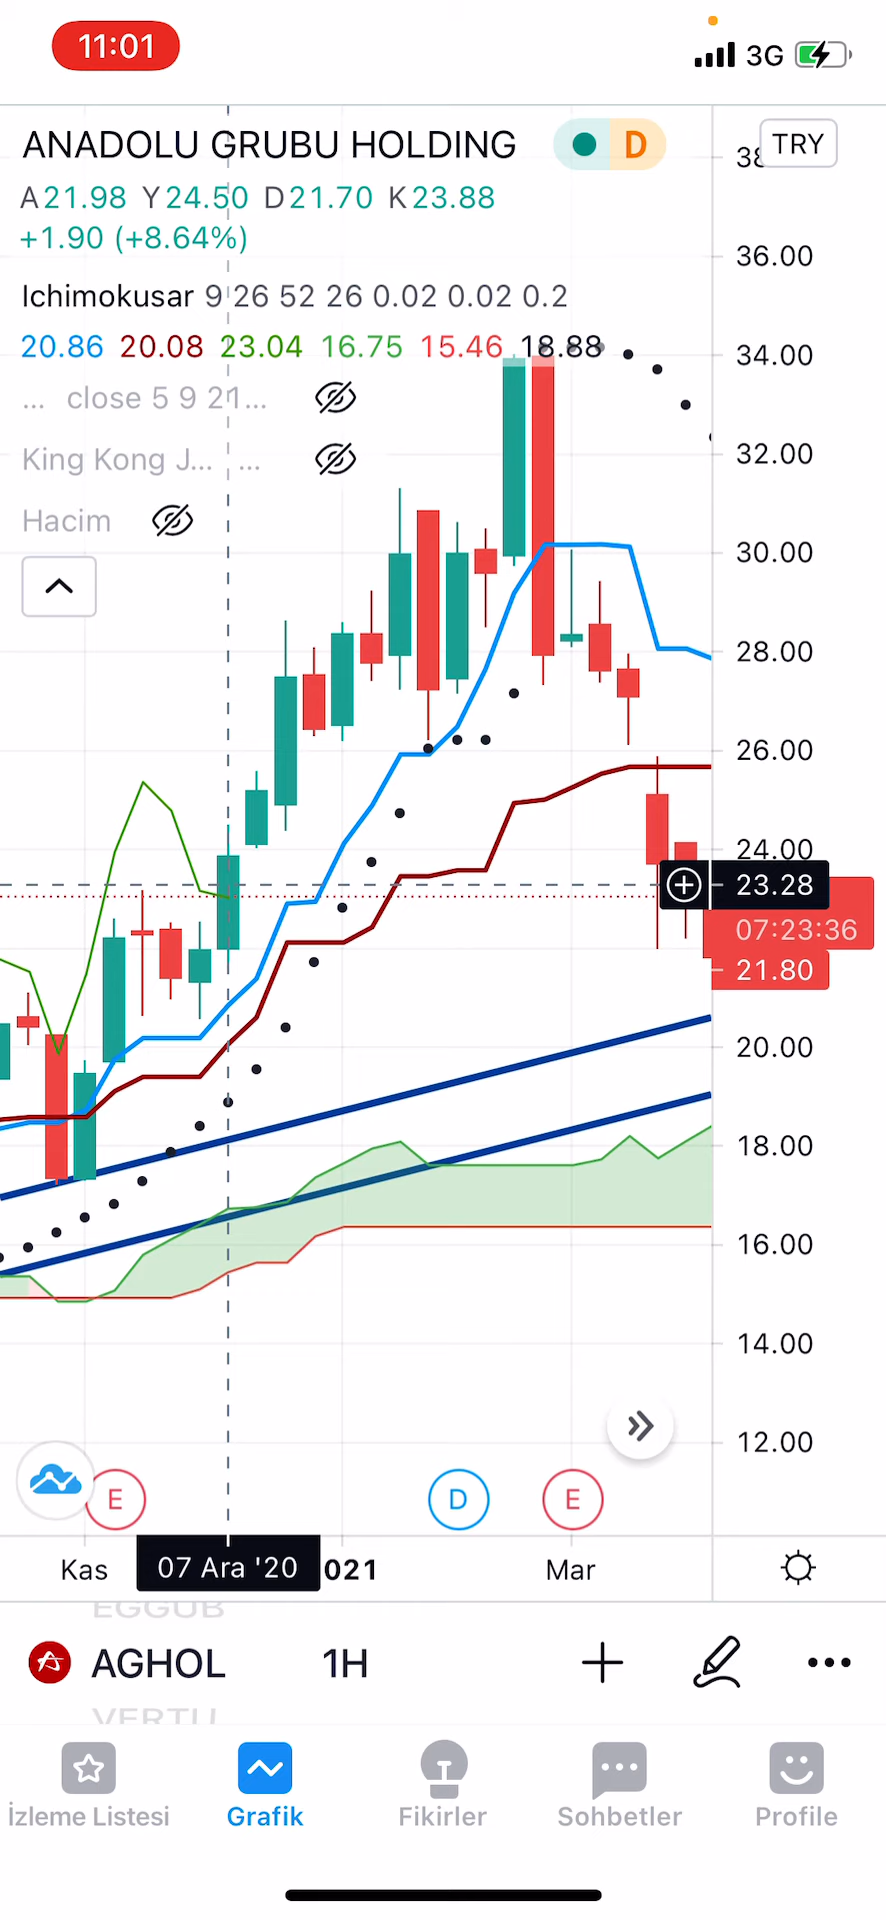 11:01
3G
ANADOLU GRUBU HOLDING D
TRY
A21.98 Y24.50 D21.70 K23.88
+1.90 (+8.64%)
Ichimokusar 9 26 52 26 0.02 0.02 0.2
20.86 20.08 23.04 16.75 15.46 18.88
... close 5 9 21...
King Kong J... ...
Hacim
38
36.00
34.00
32.00
30.00
28.00
26.00
24.00
23.28
07:23:36
21.80
20.00
18.00
16.00
14.00
12.00
E D E
Kas 07 Ara '20 021 Mar
EGGUB
AGHOL 1H
VERTU
İzleme Listesi Grafik Fikirler Sohbetler Profile